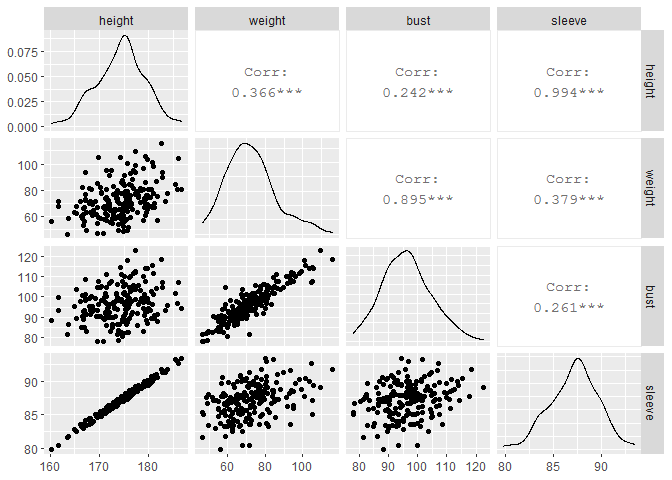 height weight bust sleeve
0.075
0.050
0.025
0.000
Corr:
0.366***
Corr:
0.242***
Corr:
0.994***
height
100
80
60
Corr:
0.895***
Corr:
0.379***
weight
120
110
100
90
80
Corr:
0.261***
bust
90
85
80
sleeve
160 170 180 60 80 100 80 90 100 110 120 80 85 90